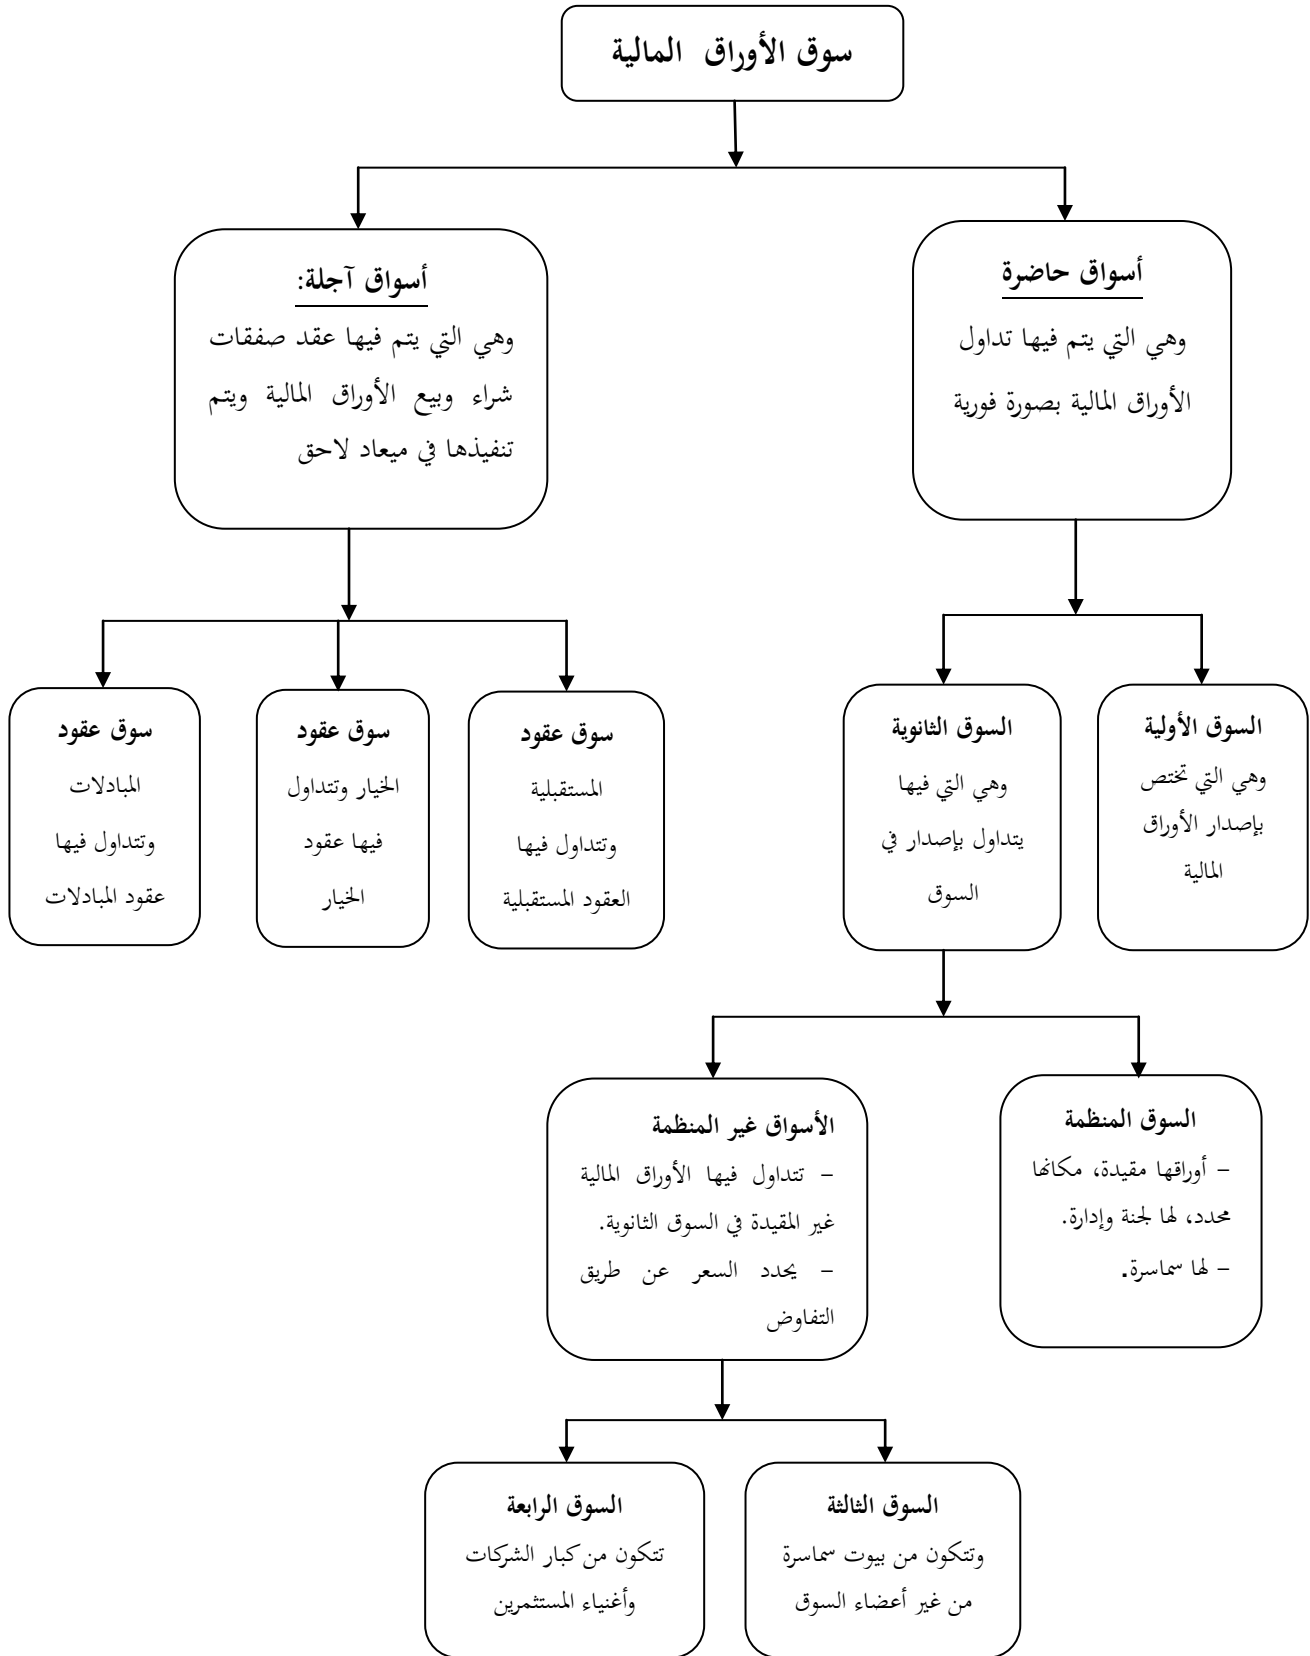 سوق الأوراق المالية
أسواق حاضرة
وهي التي يتم فيها تداول
الأوراق المالية بصورة فورية
أسواق آجلة:
وهي التي يتم فيها عقد صفقات
شراء وبيع الأوراق المالية ويتم
تنفيذها في ميعاد لاحق
السوق الأولية
وهي التي تختص
بإصدار الأوراق
المالية
السوق الثانوية
وهي التي فيها
يتداول بإصدار في
السوق
سوق عقود
المستقبلية
وتتداول فيها
العقود المستقبلية
سوق عقود
الخيار وتتداول
فيها عقود
الخيار
سوق عقود
المبادلات
وتتداول فيها
عقود المبادلات
السوق المنظمة
– أوراقها مقيدة، مكانها
محدد، لها لجنة وإدارة.
– لها سماسرة.
الأسواق غير المنظمة
– تتداول فيها الأوراق المالية
غير المقيدة في السوق الثانوية.
– يحدد السعر عن طريق
التفاوض
السوق الثالثة
وتتكون من بيوت سماسرة
من غير أعضاء السوق
السوق الرابعة
تتكون من كبار الشركات
وأغنياء المستثمرين